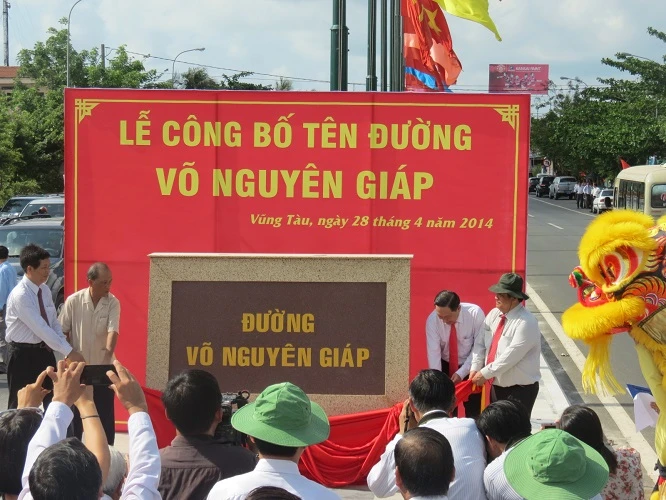 LỄ CÔNG BỐ TÊN ĐƯỜNG
VÕ NGUYÊN GIÁP
Vũng Tàu, ngày 28 tháng 4 năm 2014
ĐƯỜNG
VÕ NGUYÊN GIÁP